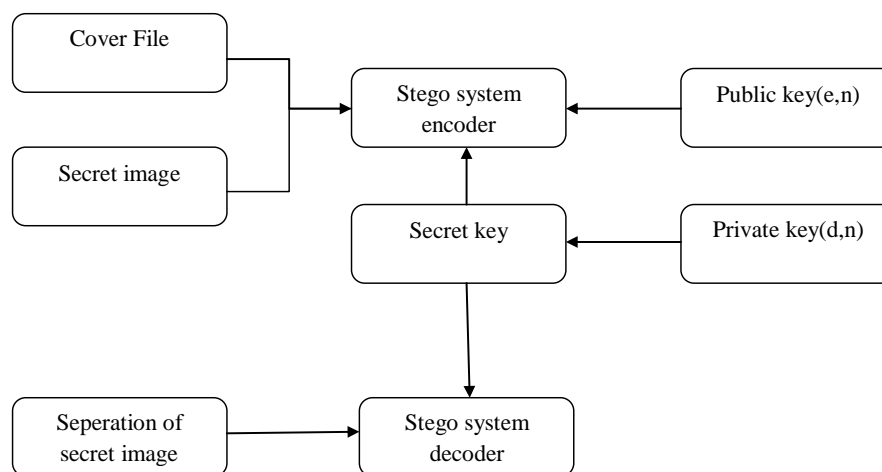 Cover File
Stego system
encoder
Public key(e,n)
Secret image
Secret key
Private key(d,n)
Seperation of
secret image
Stego system
decoder